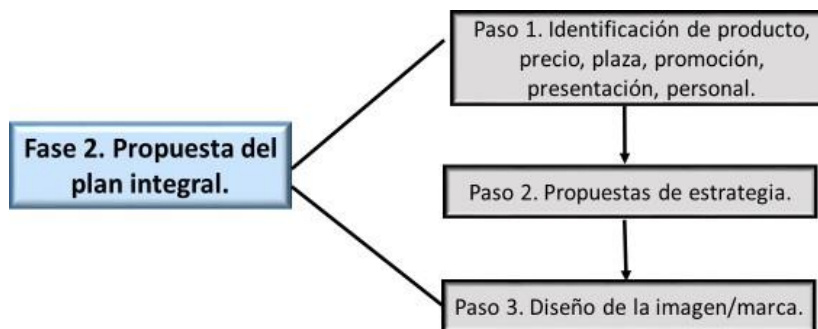 Fase 2. Propuesta del
plan integral.
Paso 1. Identificación de producto,
precio, plaza, promoción,
presentación, personal.
Paso 2. Propuestas de estrategia.
Paso 3. Diseño de la imagen/marca.